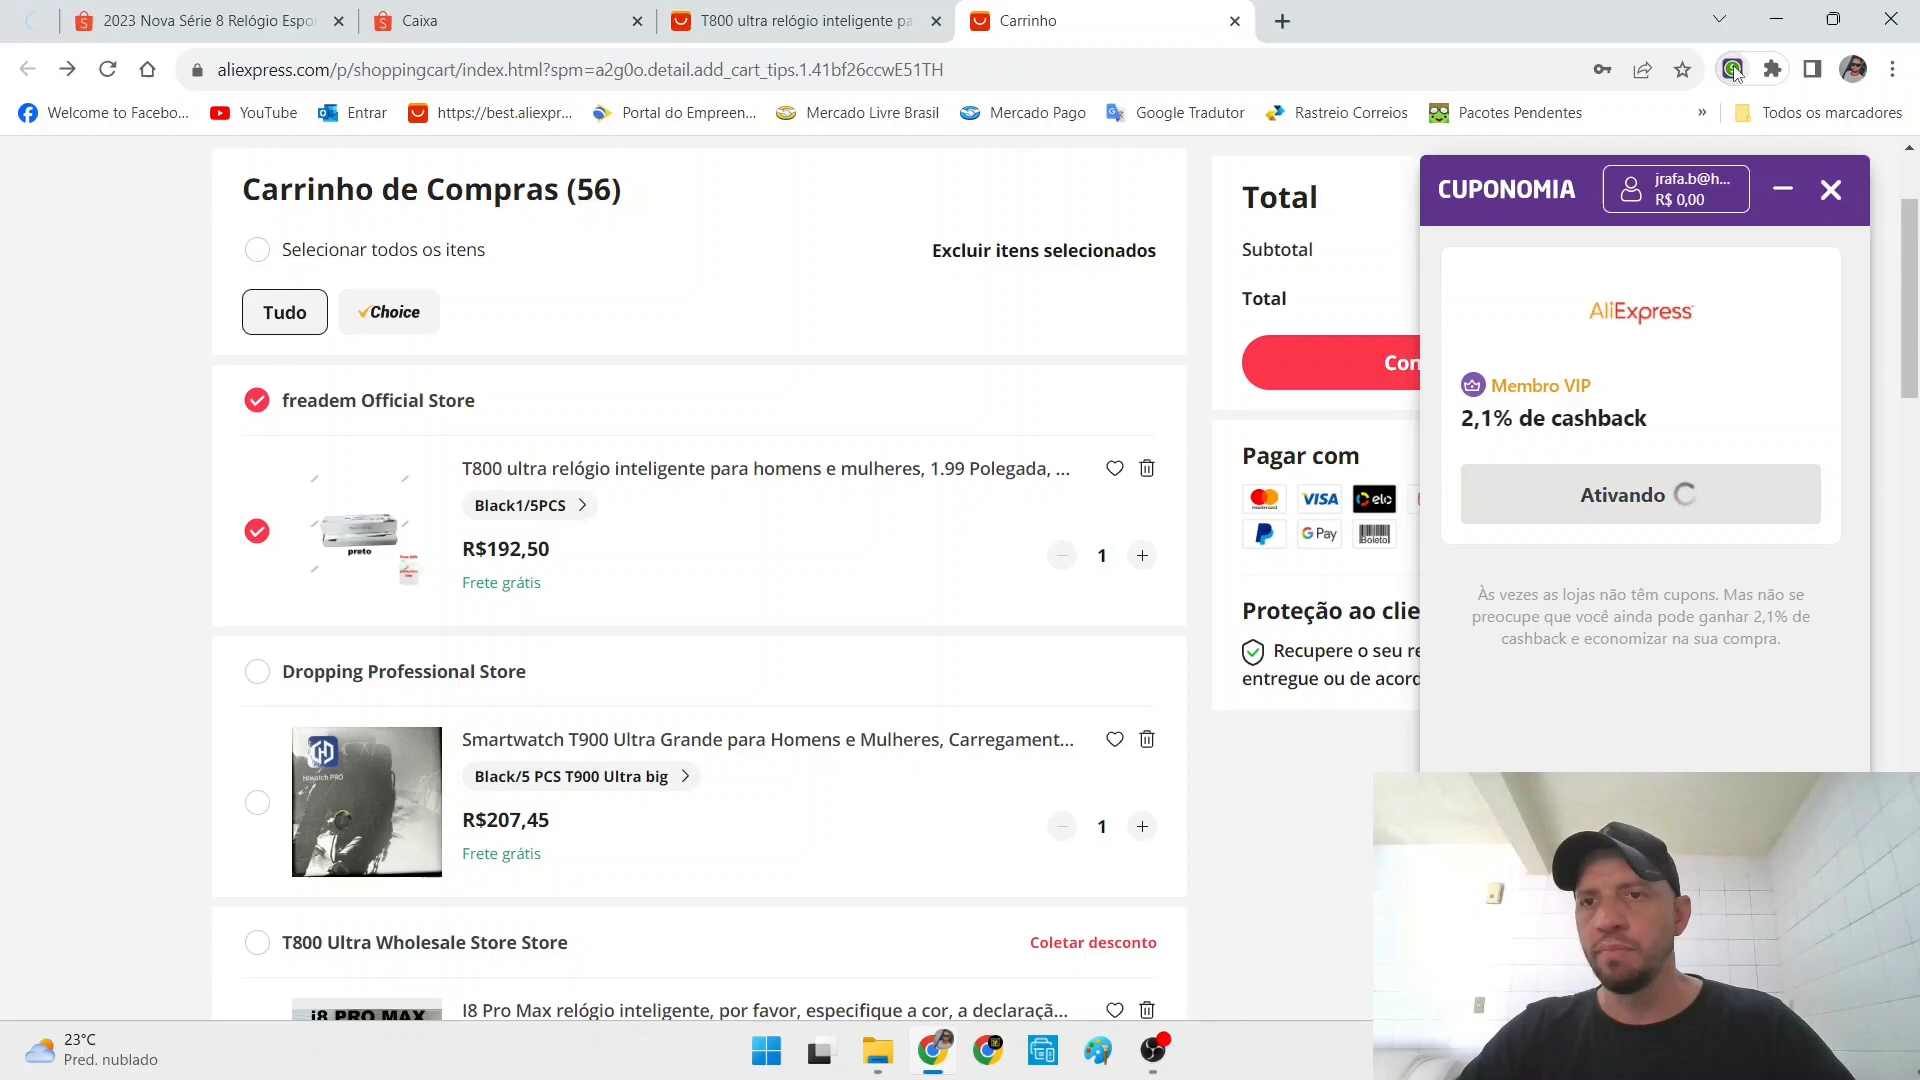 2023 Nova Série 8 Relógio Espo
Caixa
T800 ultra relógio inteligente pa
Carrinho
aliexpress.com/p/shoppingcart/index.html?spm=a2g0o.detail.add_cart_tips.1.41bf26ccwE51TH
Welcome to Facebo...
YouTube
Entrar
https://best.aliexpr...
Portal do Empreen...
Mercado Livre Brasil
Mercado Pago
Google Tradutor
Rastreio Correios
Pacotes Pendentes
»
Todos os marcadores
Carrinho de Compras (56)
Selecionar todos os itens
Excluir itens selecionados
Tudo
Choice
freadem Official Store
T800 ultra relógio inteligente para homens e mulheres, 1.99 Polegada, ...
Black1/5PCS
preto
R$192,50
1
Frete grátis
Dropping Professional Store
Smartwatch T900 Ultra Grande para Homens e Mulheres, Carregament...
Hiwatch PRO
Black/5 PCS T900 Ultra big
R$207,45
1
Frete grátis
T800 Ultra Wholesale Store Store
Coletar desconto
i8 PRO MAX
I8 Pro Max relógio inteligente, por favor, especifique a cor, a declaraçã...
Total
Subtotal
Total
Con
Pagar com
VISA
elo
G Pay
Boleto
Proteção ao clie
Recupere o seu re
entregue ou de acord
CUPONOMIA
jrafa.b@h...
R$ 0,00
AliExpress
Membro VIP
2,1% de cashback
Ativando
Às vezes as lojas não têm cupons. Mas não se
preocupe que você ainda pode ganhar 2,1% de
cashback e economizar na sua compra.
23°C
Pred. nublado